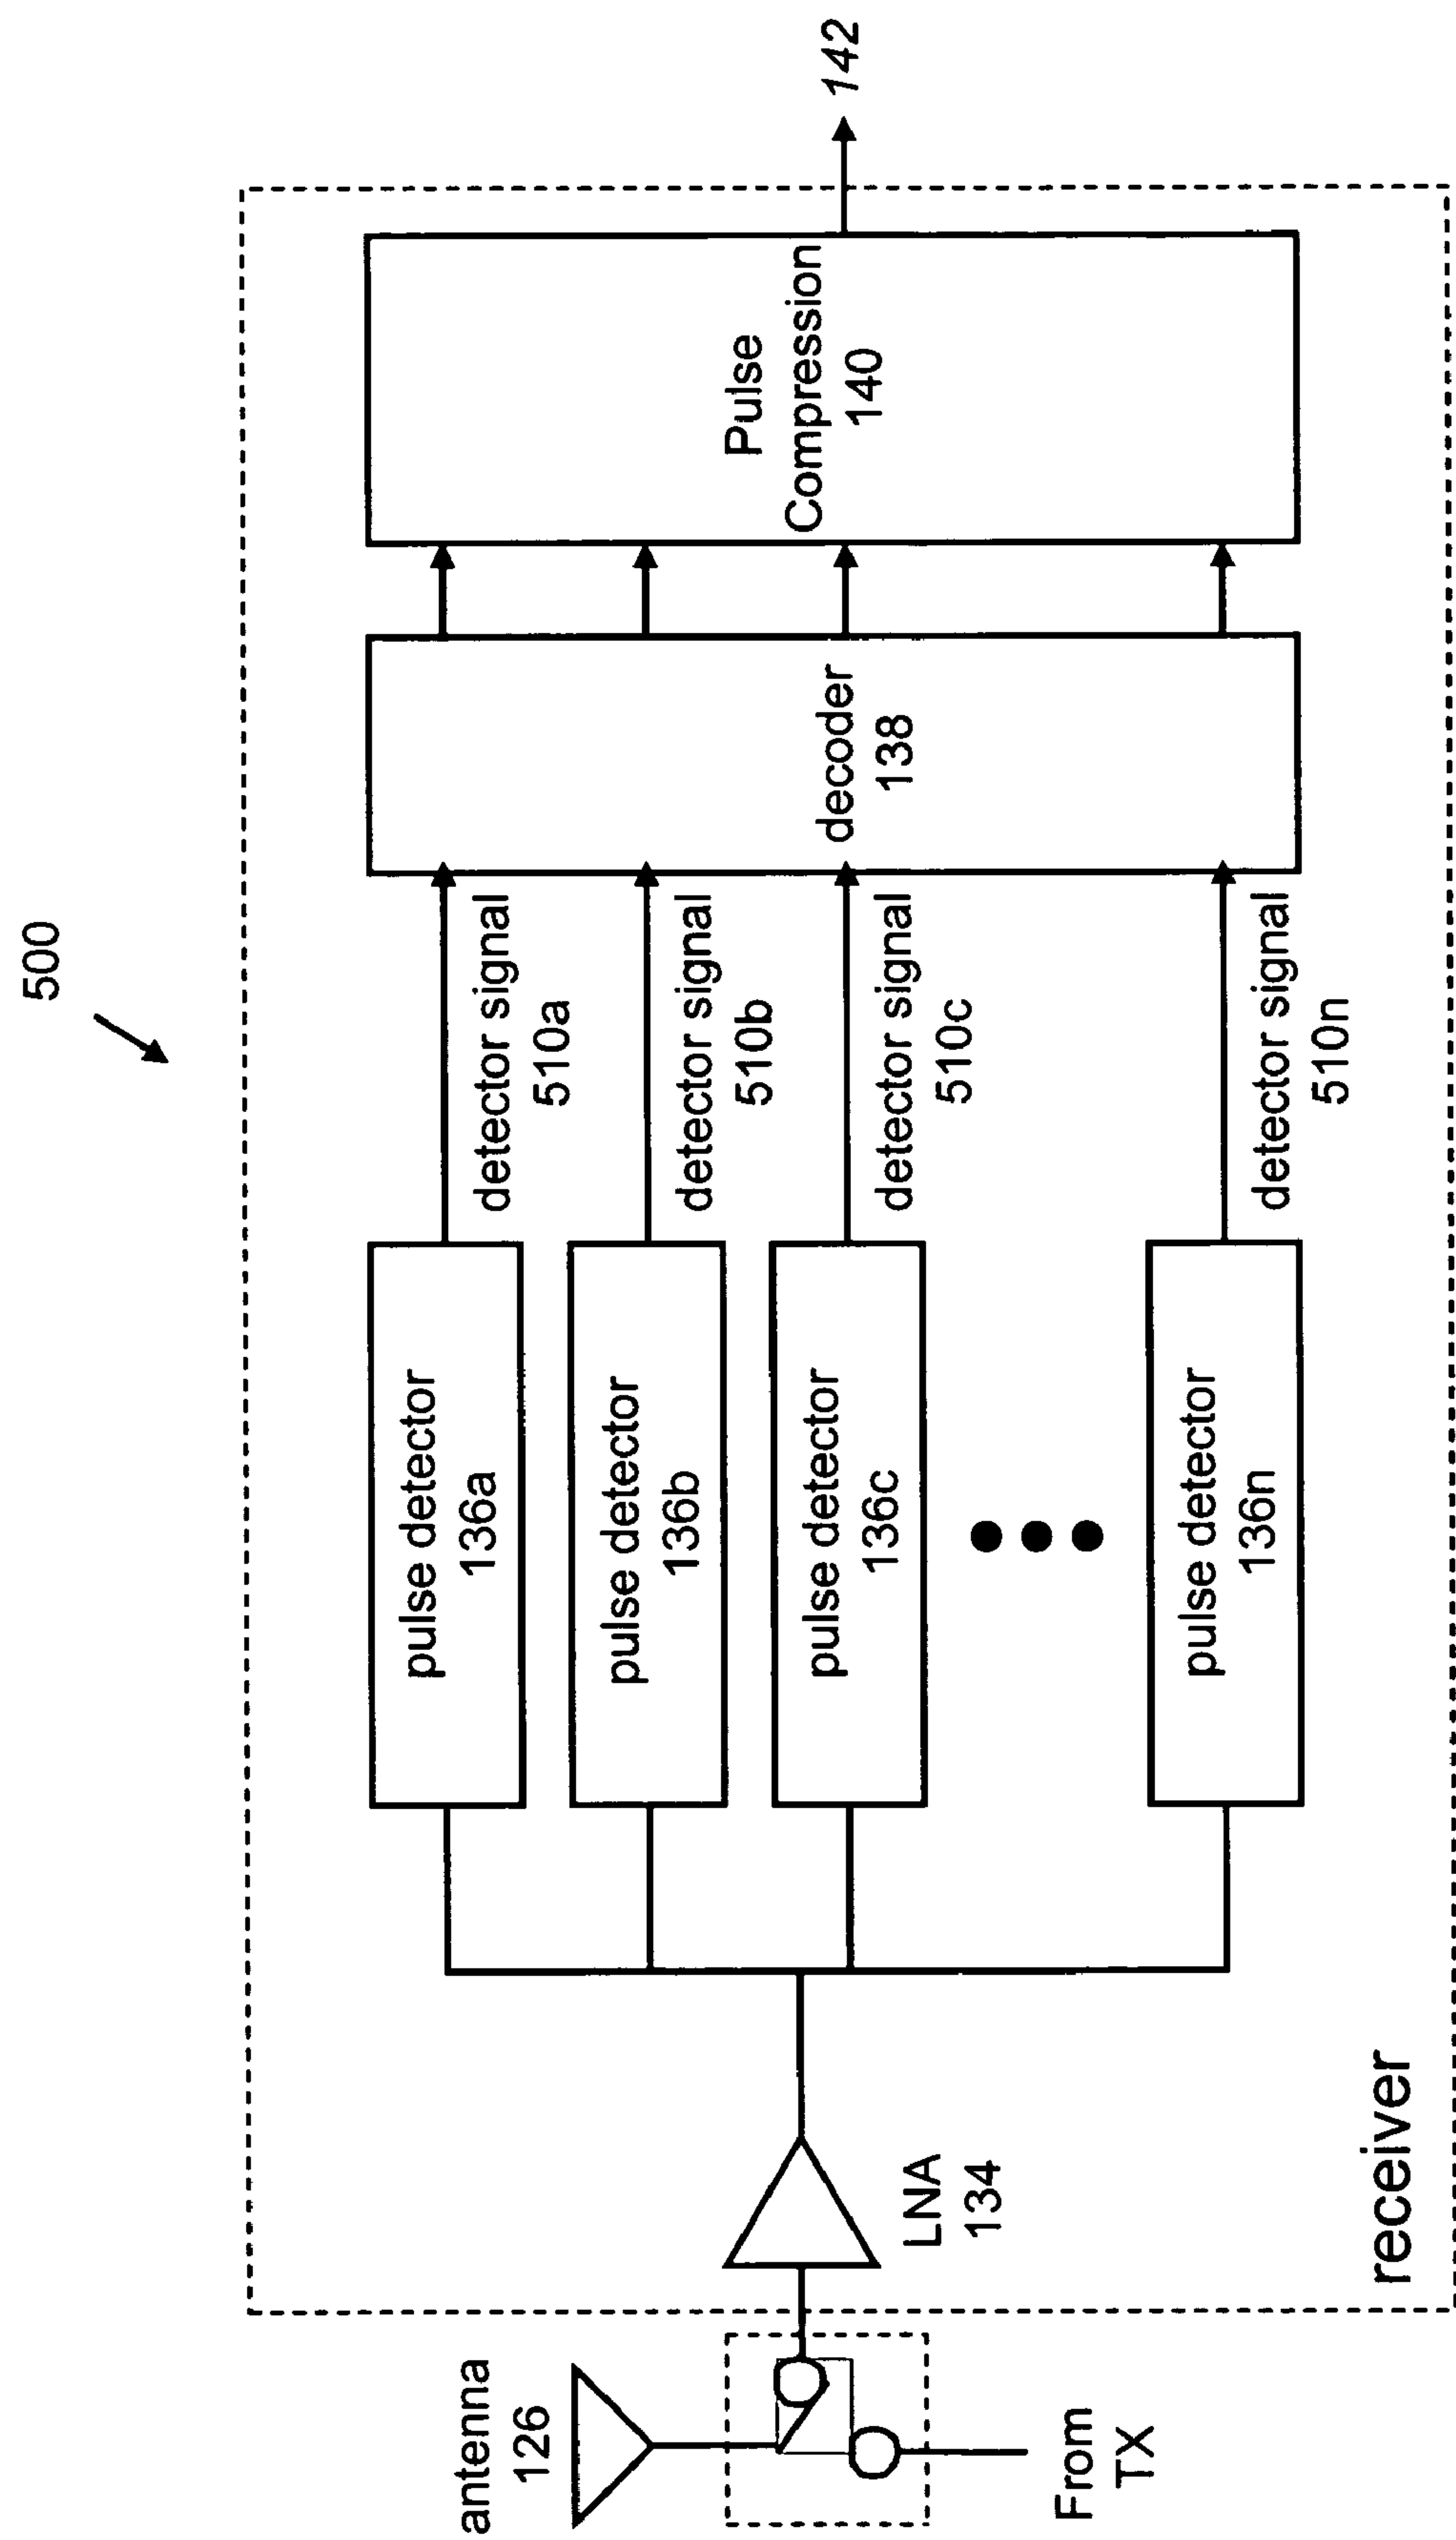 500
antenna
126
From
TX
LNA
134
receiver
pulse detector
136a
pulse detector
136b
pulse detector
136c
pulse detector
136n
detector signal
510a
detector signal
510b
detector signal
510c
detector signal
510n
decoder
138
Pulse
Compression
140
142